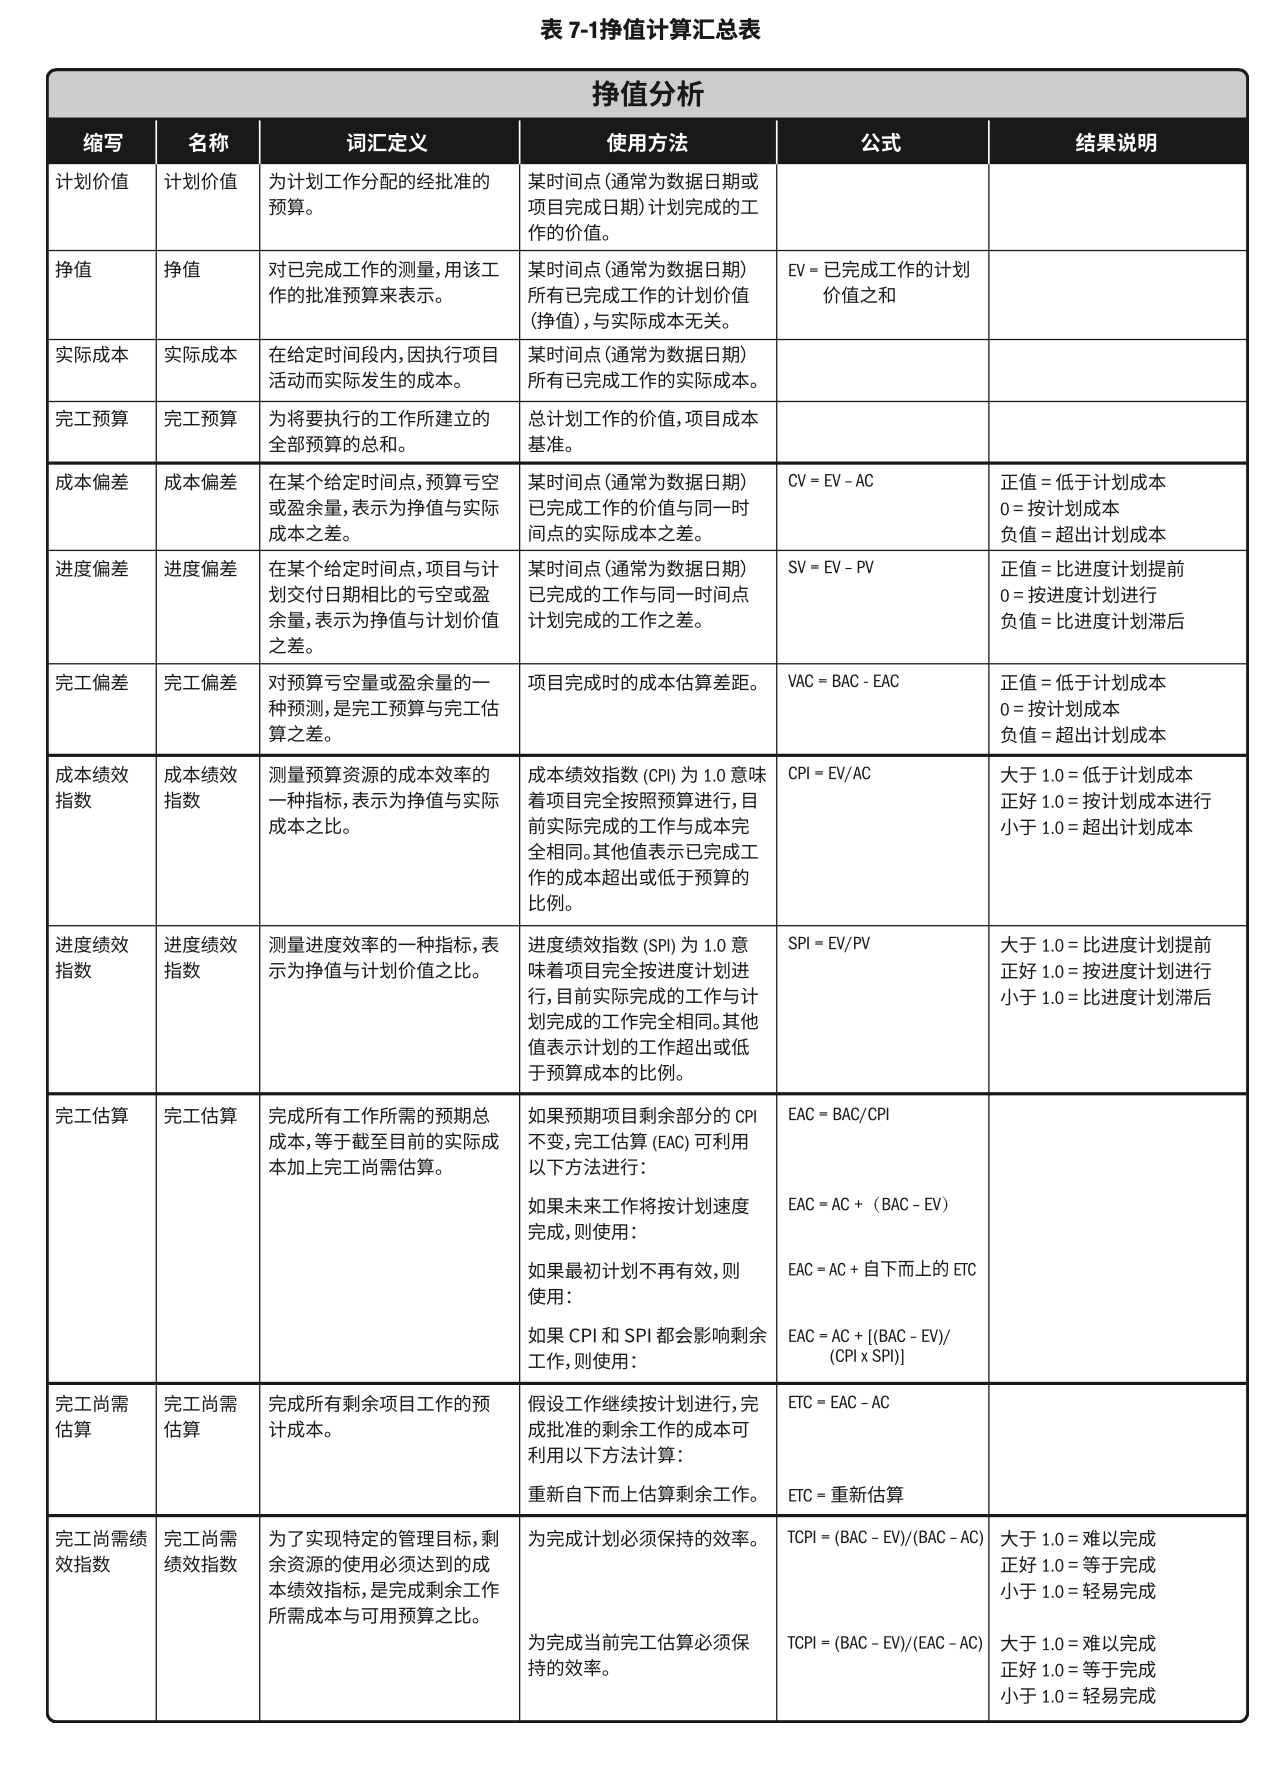 表 7-1挣值计算汇总表
挣值分析
缩写 名称 词汇定义 使用方法 公式 结果说明
计划价值 计划价值 为计划工作分配的经批准的 某时间点（通常为数据日期或
预算。 项目完成日期）计划完成的工
作的价值。
挣值 挣值 对已完成工作的测量，用该工 某时间点（通常为数据日期） EV = 已完成工作的计划
作的批准预算来表示。 所有已完成工作的计划价值 价值之和
（挣值），与实际成本无关。
实际成本 实际成本 在给定时间段内，因执行项目 某时间点（通常为数据日期）
活动而实际发生的成本。 所有已完成工作的实际成本。
完工预算 完工预算 为将要执行的工作所建立的 总计划工作的价值，项目成本
全部预算的总和。 基准。
成本偏差 成本偏差 在某个给定时间点，预算亏空 某时间点（通常为数据日期） CV = EV – AC 正值 = 低于计划成本
或盈余量，表示为挣值与实际 已完成工作的价值与同一时 0 = 按计划成本
成本之差。 间点的实际成本之差。 负值 = 超出计划成本
进度偏差 进度偏差 在某个给定时间点，项目与计 某时间点（通常为数据日期） SV = EV – PV 正值 = 比进度计划提前
划交付日期相比的亏空或盈 已完成的工作与同一时间点 0 = 按进度计划进行
余量，表示为挣值与计划价值 计划完成的工作之差。 负值 = 比进度计划滞后
之差。
完工偏差 完工偏差 对预算亏空量或盈余量的一 项目完成时的成本估算差距。 VAC = BAC - EAC 正值 = 低于计划成本
种预测，是完工预算与完工估 0 = 按计划成本
算之差。 负值 = 超出计划成本
成本绩效 成本绩效 测量预算资源的成本效率的 成本绩效指数 (CPI) 为 1.0 意味 CPI = EV/AC 大于 1.0 = 低于计划成本
指数 指数 一种指标，表示为挣值与实际 着项目完全按照预算进行，目 正好 1.0 = 按计划成本进行
成本之比。 前实际完成的工作与成本完 小于 1.0 = 超出计划成本
全相同。其他值表示已完成工
作的成本超出或低于预算的
比例。
进度绩效 进度绩效 测量进度效率的一种指标，表 进度绩效指数 (SPI) 为 1.0 意 SPI = EV/PV 大于 1.0 = 比进度计划提前
指数 指数 示为挣值与计划价值之比。 味着项目完全按进度计划进 正好 1.0 = 按进度计划进行
行，目前实际完成的工作与计 小于 1.0 = 比进度计划滞后
划完成的工作完全相同。其他
值表示计划的工作超出或低
于预算成本的比例。
完工估算 完工估算 完成所有工作所需的预期总 如果预期项目剩余部分的 CPI EAC = BAC/CPI
成本，等于截至目前的实际成 不变，完工估算 (EAC) 可利用
本加上完工尚需估算。 以下方法进行：
如果未来工作将按计划速度 EAC = AC +（BAC – EV）
完成，则使用：
如果最初计划不再有效，则 EAC = AC + 自下而上的 ETC
使用：
如果 CPI 和 SPI 都会影响剩余 EAC = AC + [(BAC – EV)/
工作，则使用： (CPI x SPI)]
完工尚需 完工尚需 完成所有剩余项目工作的预 假设工作继续按计划进行，完 ETC = EAC – AC
估算 估算 计成本。 成批准的剩余工作的成本可
利用以下方法计算：
重新自下而上估算剩余工作。 ETC = 重新估算
完工尚需绩 完工尚需 为了实现特定的管理目标，剩 为完成计划必须保持的效率。 TCPI = (BAC – EV)/(BAC – AC) 大于 1.0 = 难以完成
效指数 绩效指数 余资源的使用必须达到的成 正好 1.0 = 等于完成
本绩效指标，是完成剩余工作 小于 1.0 = 轻易完成
所需成本与可用预算之比。
为完成当前完工估算必须保 TCPI = (BAC – EV)/(EAC – AC) 大于 1.0 = 难以完成
持的效率。 正好 1.0 = 等于完成
小于 1.0 = 轻易完成